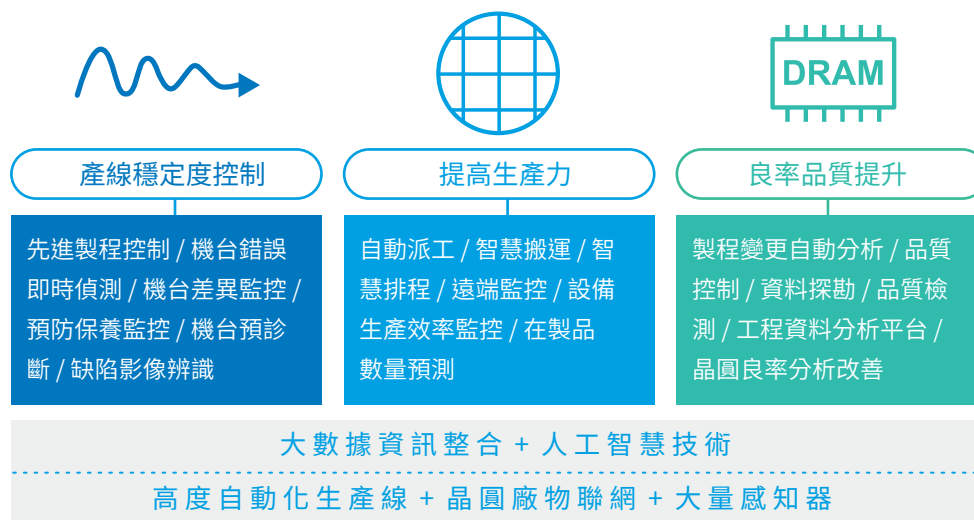 DRAM
產線穩定度控制
先進製程控制 / 機台錯誤
即時偵測 / 機台差異監控 /
預防保養監控 / 機台預診
斷 / 缺陷影像辨識
提高生產力
自動派工 / 智慧搬運 / 智
慧排程 / 遠端監控 / 設備
生產效率監控 / 在製品
數量預測
良率品質提升
製程變更自動分析 / 品質
控制 / 資料探勘 / 品質檢
測 / 工程資料分析平台 /
晶圓良率分析改善
大數據資訊整合 + 人工智慧技術
高度自動化生產線 + 晶圓廠物聯網 + 大量感知器